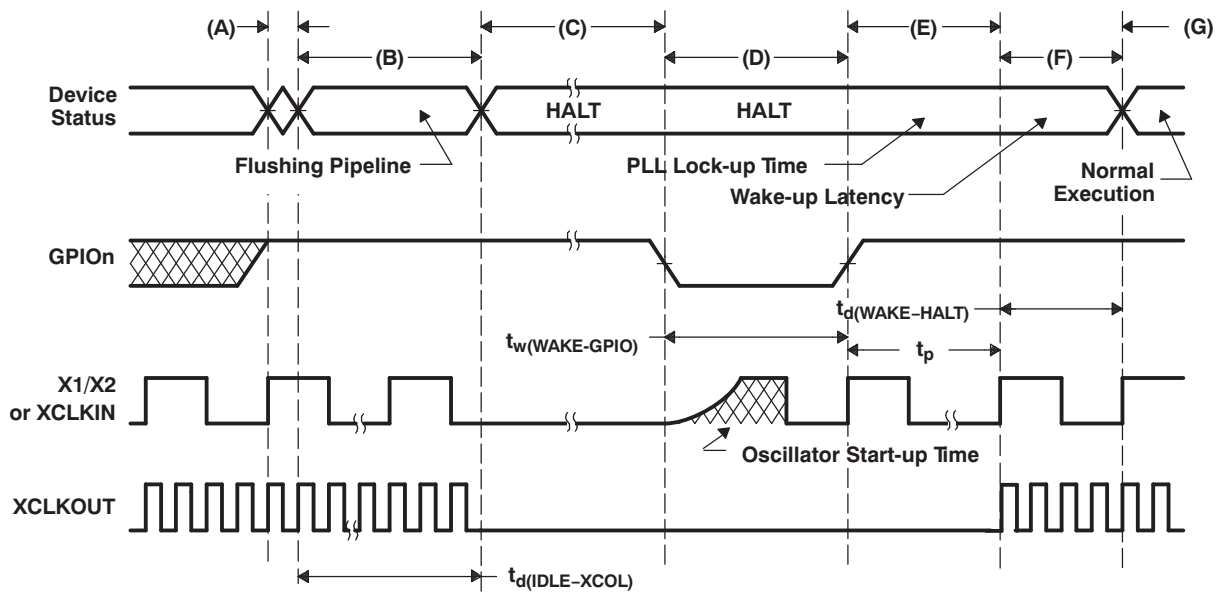 (A)
(C)
(E)
(G)
(B)
(D)
(F)
Device
Status
HALT
HALT
Flushing Pipeline
PLL Lock-up Time
Wake-up Latency
Normal
Execution
GPIOn
td(WAKE−HALT)
tw(WAKE-GPIO)
tp
X1/X2
or XCLKIN
Oscillator Start-up Time
XCLKOUT
td(IDLE−XCOL)